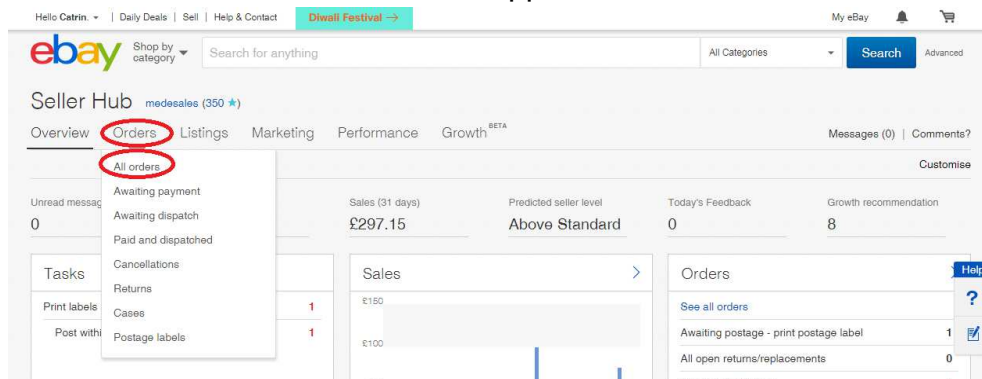 Hello Catrin. | Daily Deals | Sell | Help & Contact Diwali Festival → My eBay
ebay Shop by category Search for anything All Categories Search Advanced
Seller Hub medesales (350 ★)
Overview Orders Listings Marketing Performance Growth BETA Messages (0) | Comments?
All orders Customise
Awaiting payment
Awaiting dispatch
Paid and dispatched
Cancellations
Returns
Cases
Postage labels
Unread messag Sales (31 days) Predicted seller level Today's Feedback Growth recommendation
0 £297.15 Above Standard 0 8
Tasks Sales > Orders Help
Print labels 1 £150 See all orders ?
Post withi 1 £100 Awaiting postage - print postage label 1
All open returns/replacements 0